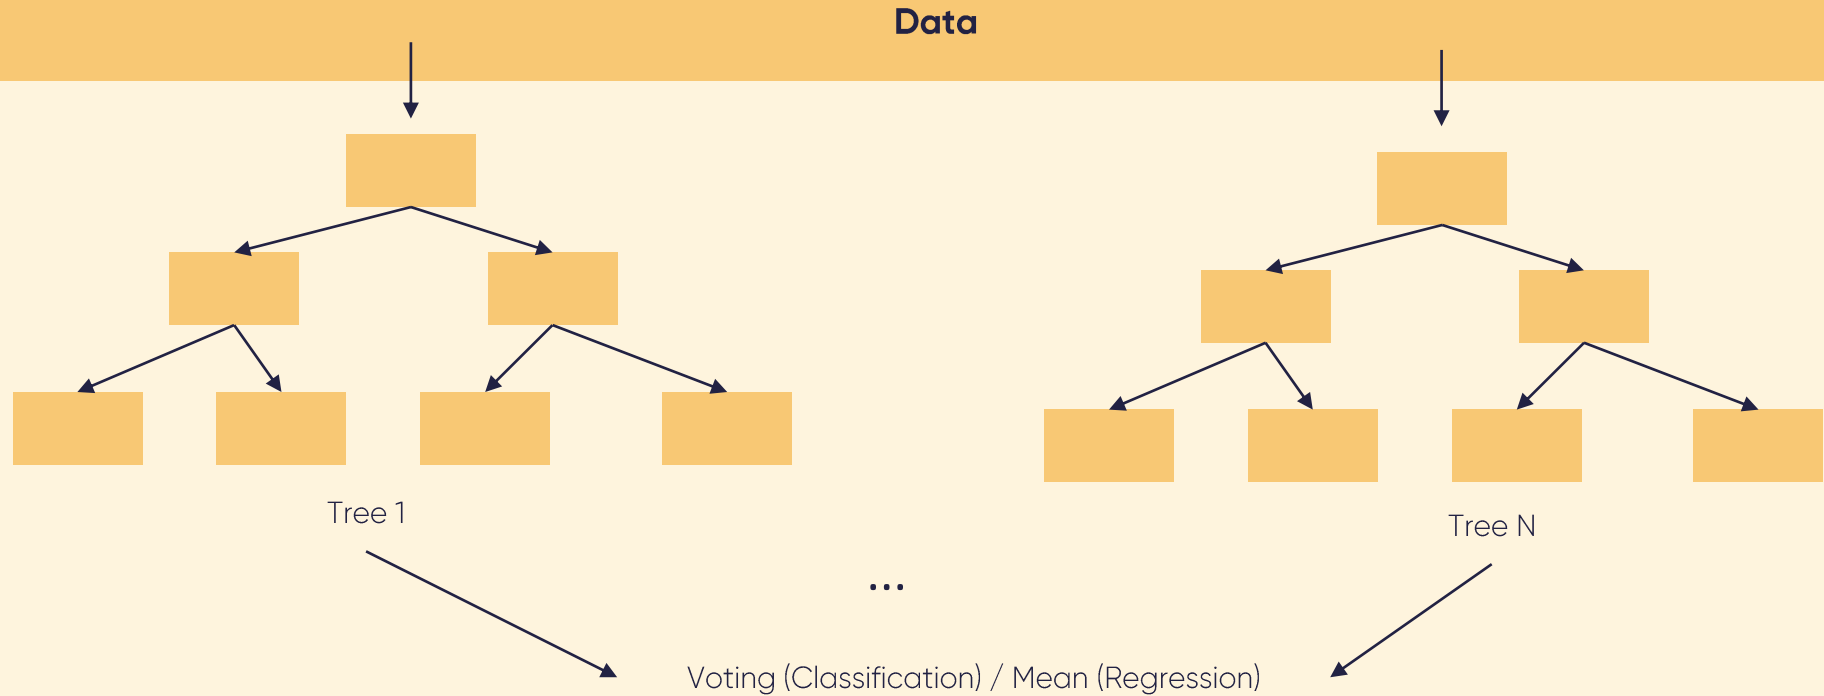 Data
Tree 1
Tree N
...
Voting (Classification) / Mean (Regression)